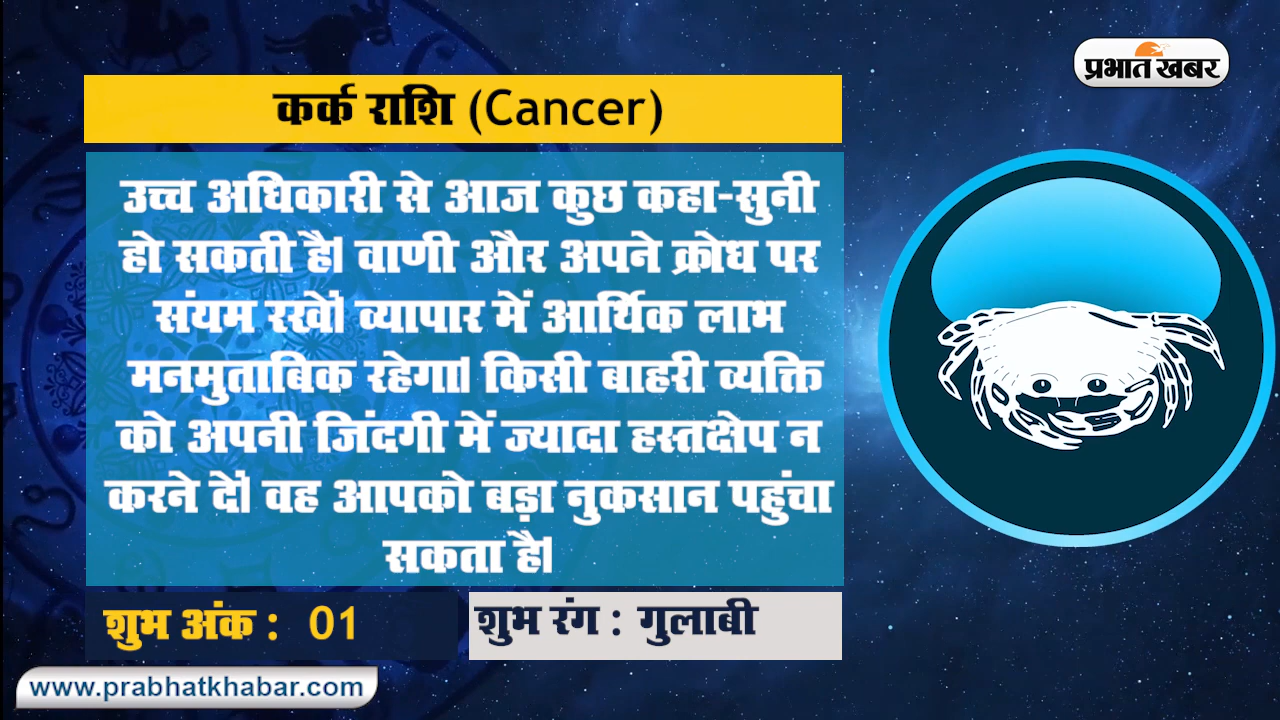 प्रभात खबर
कर्क राशि (Cancer)
उच्च अधिकारी से आज कुछ कहा-सुनी
हो सकती है। वाणी और अपने क्रोध पर
संयम रखें। व्यापार में आर्थिक लाभ
मनमुताबिक रहेगा। किसी बाहरी व्यक्ति
को अपनी जिंदगी में ज्यादा हस्तक्षेप न
करने दें। वह आपको बड़ा नुकसान पहुंचा
सकता है।
शुभ अंक : 01
शुभ रंग : गुलाबी
www.prabhatkhabar.com